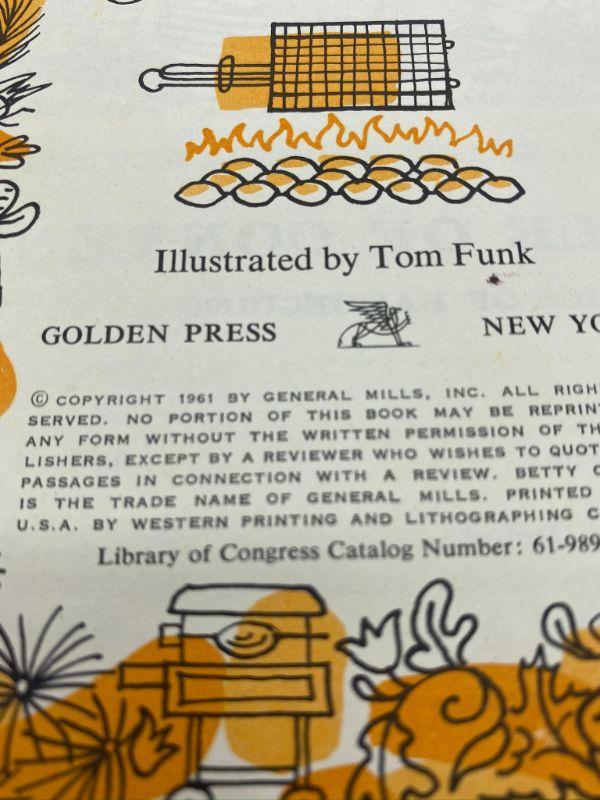 Illustrated by Tom Funk
GOLDEN PRESS NEW YO
© COPYRIGHT 1961 BY GENERAL MILLS, INC. ALL RIGH
SERVED. NO PORTION OF THIS BOOK MAY BE REPRIN
ANY FORM WITHOUT THE WRITTEN PERMISSION OF TH
LISHERS, EXCEPT BY A REVIEWER WHO WISHES TO QUOT
PASSAGES IN CONNECTION WITH A REVIEW. BETTY C
IS THE TRADE NAME OF GENERAL MILLS. PRINTED
U.S.A. BY WESTERN PRINTING AND LITHOGRAPHING C
Library of Congress Catalog Number: 61-989